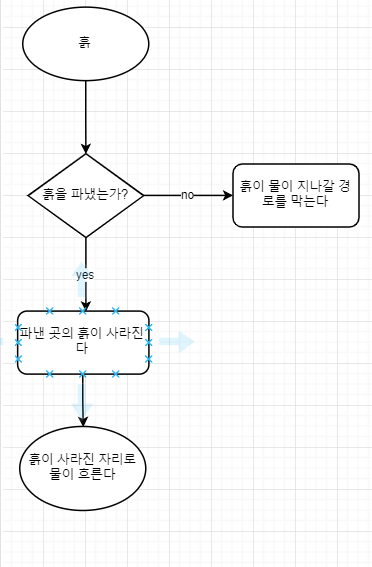 흙
흙을 파냈는가?
no
흙이 물이 지나갈 경
로를 막는다
yes
파낸 곳의 흙이 사라진
다
흙이 사라진 자리로
물이 흐른다